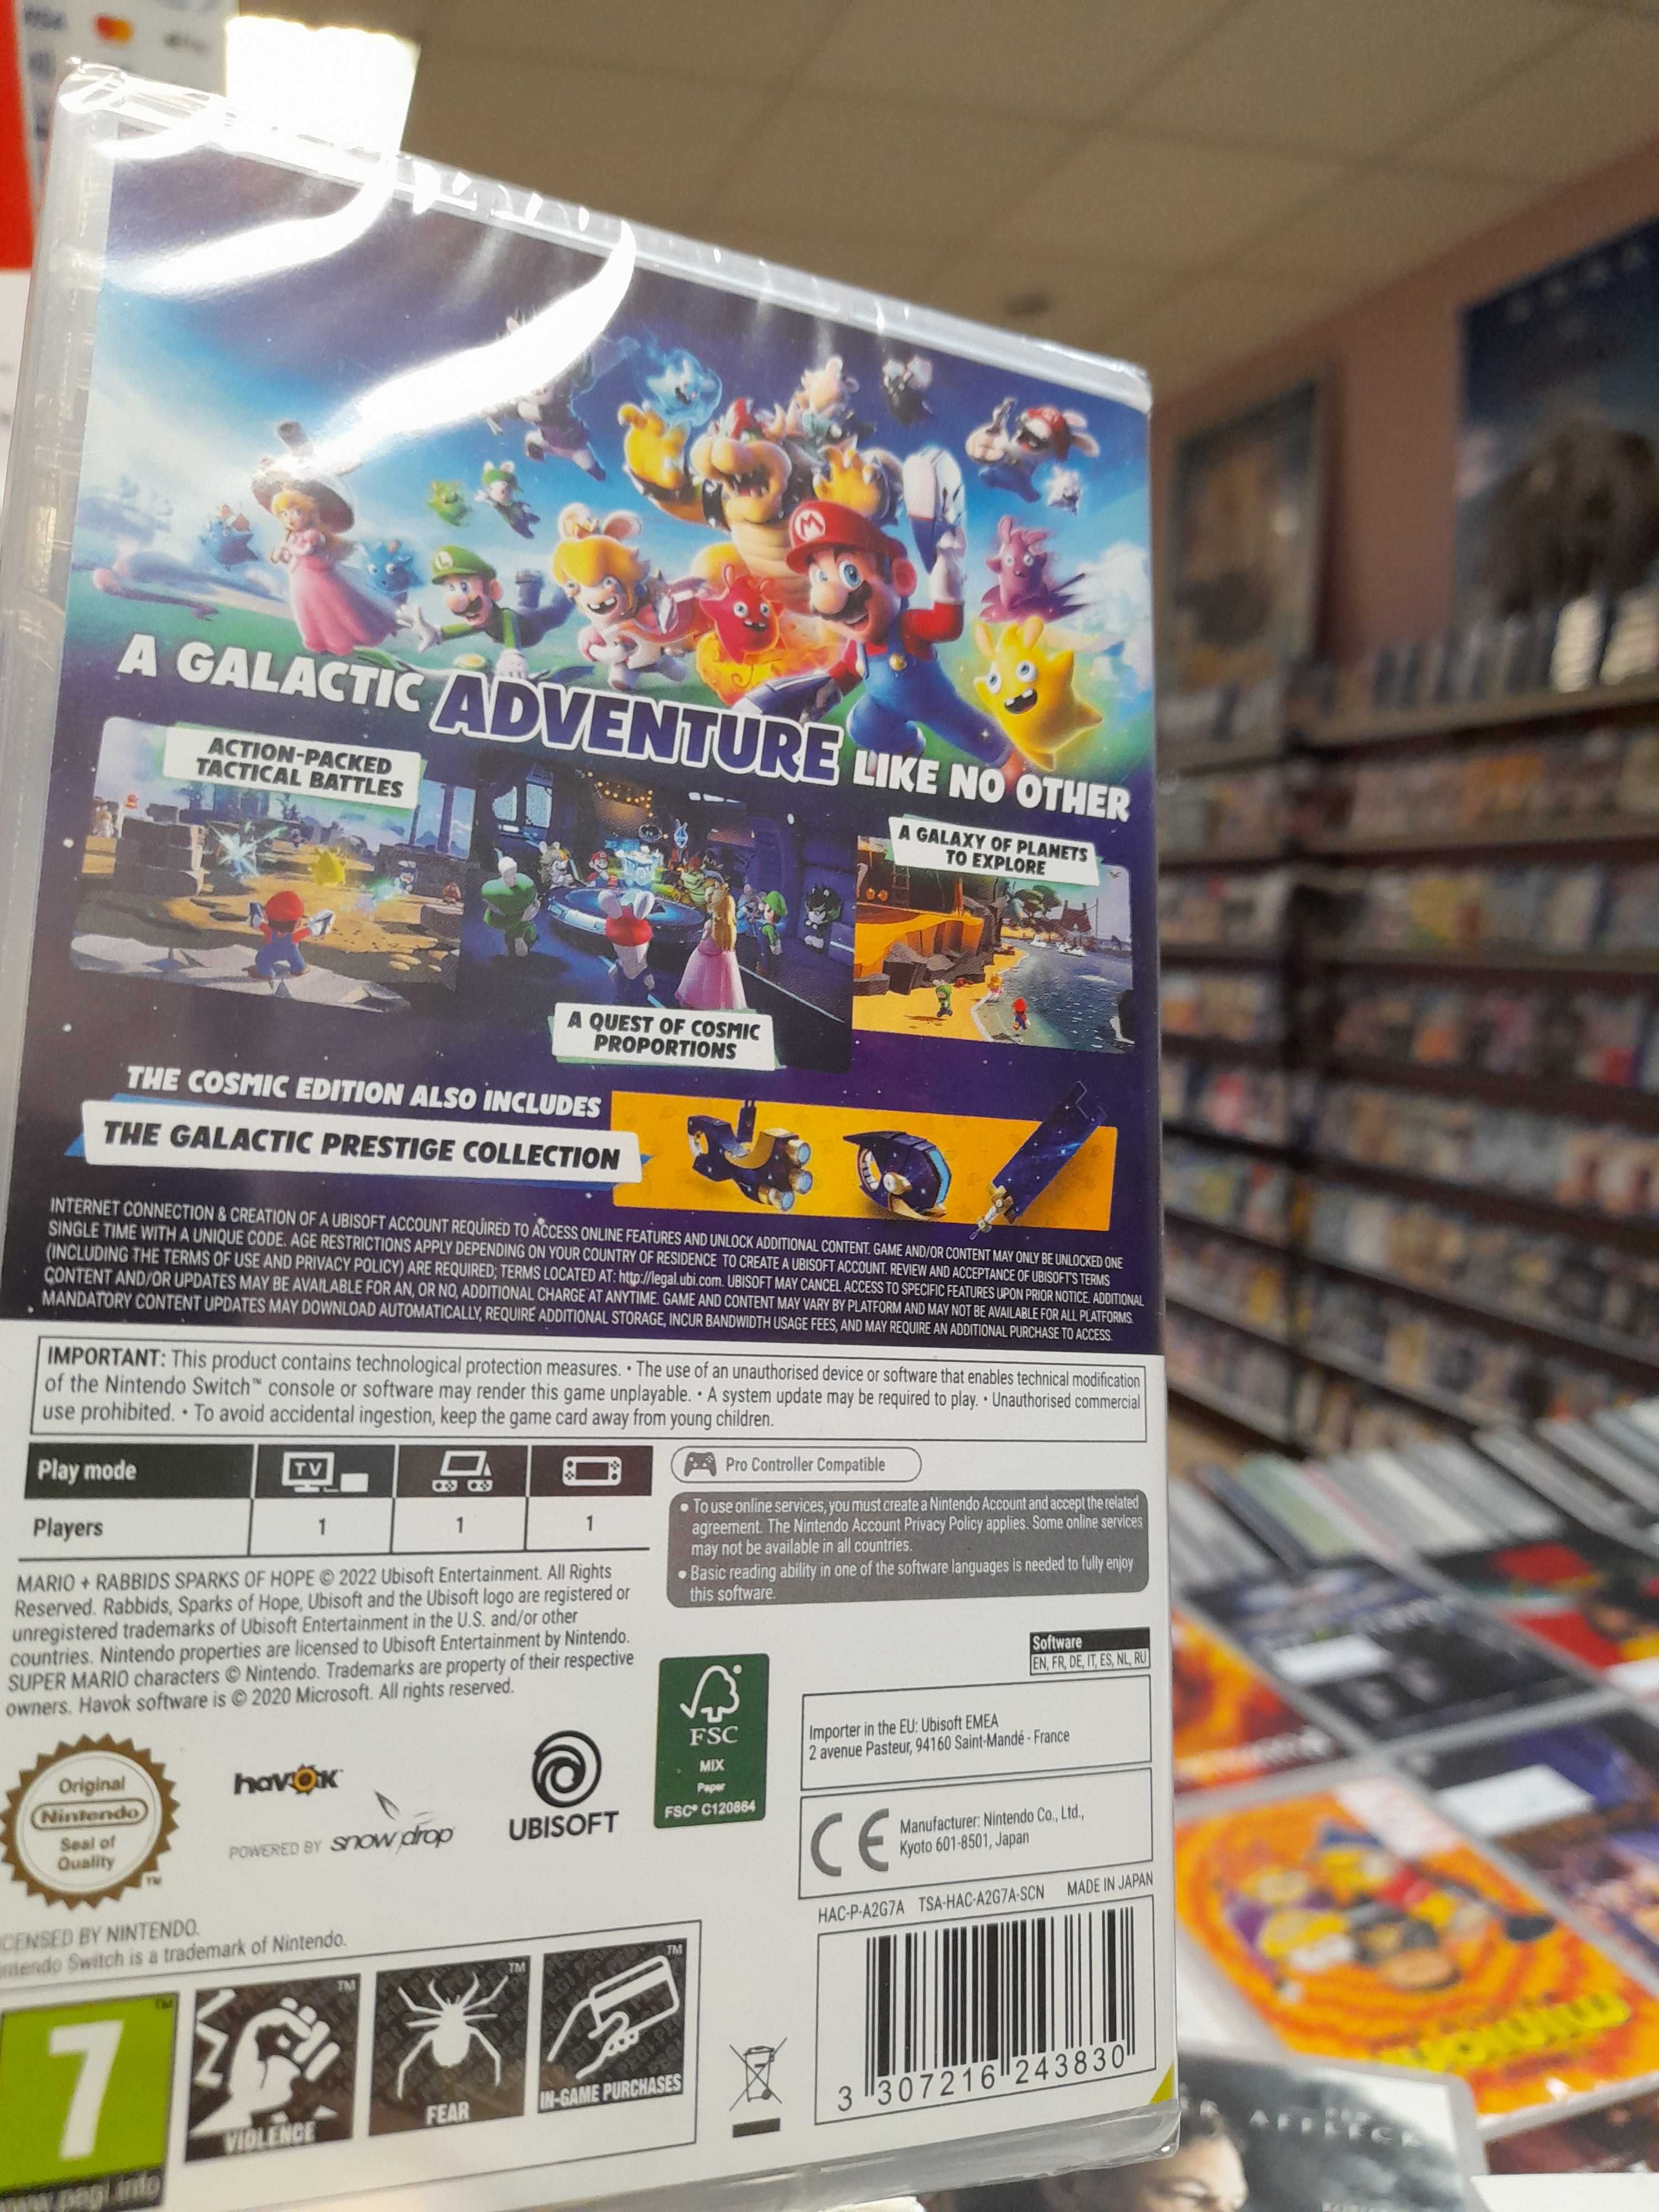 VISA
A GALACTIC ADVENTURE LIKE NO OTHER
ACTION-PACKED
TACTICAL BATTLES
A GALAXY OF PLANETS
TO EXPLORE
A QUEST OF COSMIC
PROPORTIONS
THE COSMIC EDITION ALSO INCLUDES
THE GALACTIC PRESTIGE COLLECTION
INTERNET CONNECTION & CREATION OF A UBISOFT ACCOUNT REQUIRED TO ACCESS ONLINE FEATURES AND UNLOCK ADDITIONAL CONTENT. GAME AND/OR CONTENT MAY ONLY BE UNLOCKED ONE
SINGLE TIME WITH A UNIQUE CODE. AGE RESTRICTIONS APPLY DEPENDING ON YOUR COUNTRY OF RESIDENCE TO CREATE A UBISOFT ACCOUNT. REVIEW AND ACCEPTANCE OF UBISOFT'S TERMS
(INCLUDING THE TERMS OF USE AND PRIVACY POLICY) ARE REQUIRED; TERMS LOCATED AT: http://legal.ubi.com. UBISOFT MAY CANCEL ACCESS TO SPECIFIC FEATURES UPON PRIOR NOTICE. ADDITIONAL
CONTENT AND/OR UPDATES MAY BE AVAILABLE FOR AN, OR NO, ADDITIONAL CHARGE AT ANYTIME. GAME AND CONTENT MAY VARY BY PLATFORM AND MAY NOT BE AVAILABLE FOR ALL PLATFORMS.
MANDATORY CONTENT UPDATES MAY DOWNLOAD AUTOMATICALLY, REQUIRE ADDITIONAL STORAGE, INCUR BANDWIDTH USAGE FEES, AND MAY REQUIRE AN ADDITIONAL PURCHASE TO ACCESS.
IMPORTANT: This product contains technological protection measures. • The use of an unauthorised device or software that enables technical modification
of the Nintendo Switch™ console or software may render this game unplayable. • A system update may be required to play. • Unauthorised commercial
use prohibited. • To avoid accidental ingestion, keep the game card away from young children.
Play mode TV
Players 1 1 1
Pro Controller Compatible
• To use online services, you must create a Nintendo Account and accept the related
agreement. The Nintendo Account Privacy Policy applies. Some online services
may not be available in all countries.
• Basic reading ability in one of the software languages is needed to fully enjoy
this software.
MARIO + RABBIDS SPARKS OF HOPE © 2022 Ubisoft Entertainment. All Rights
Reserved. Rabbids, Sparks of Hope, Ubisoft and the Ubisoft logo are registered or
unregistered trademarks of Ubisoft Entertainment in the U.S. and/or other
countries. Nintendo properties are licensed to Ubisoft Entertainment by Nintendo.
SUPER MARIO characters © Nintendo. Trademarks are property of their respective
owners. Havok software is © 2020 Microsoft. All rights reserved.
Software
EN, FR, DE, IT, ES, NL, RU
FSC
MIX
Paper
FSC® C120864
Importer in the EU: Ubisoft EMEA
2 avenue Pasteur, 94160 Saint-Mandé - France
Original
Nintendo
Seal of
Quality
TM
havok
POWERED BY snowdrop
UBISOFT
CE
Manufacturer: Nintendo Co., Ltd.,
Kyoto 601-8501, Japan
HAC-P-A2G7A TSA-HAC-A2G7A-SCN MADE IN JAPAN
CENSED BY NINTENDO.
ntendo Switch is a trademark of Nintendo.
7
www.pegi.info
VIOLENCE
FEAR
IN-GAME PURCHASES
3 307216 243830
AFFLECK